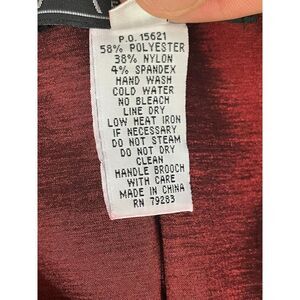 P.O. 15621
58% POLYESTER
38% NYLON
4% SPANDEX
HAND WASH
COLD WATER
NO BLEACH
LINE DRY
LOW HEAT IRON
IF NECESSARY
DO NOT STEAM
DO NOT DRY
CLEAN
HANDLE BROOCH
WITH CARE
MADE IN CHINA
RN 79283